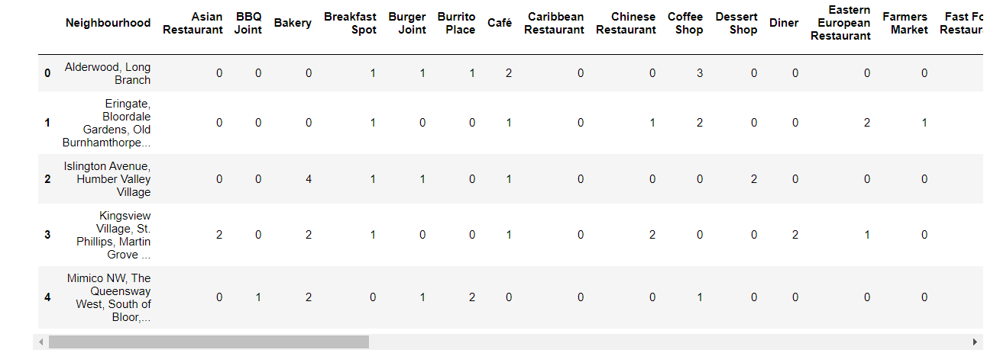 Neighbourhood Asian Restaurant BBQ Joint Bakery Breakfast Spot Burger Joint Burrito Place Café Caribbean Restaurant Chinese Restaurant Coffee Shop Dessert Shop Diner Eastern European Restaurant Farmers Market Fast
0 Alderwood, Long Branch 0 0 0 1 1 1 2 0 0 3 0 0 0 0
1 Eringate, Bloordale Gardens, Old Burnhamthorpe... 0 0 0 1 0 0 1 0 1 2 0 0 2 1
2 Islington Avenue, Humber Valley Village 0 0 4 1 1 0 1 0 0 0 2 0 0 0
3 Kingsview Village, St. Phillips, Martin Grove ... 2 0 2 1 0 0 1 0 2 0 0 2 1 0
4 Mimico NW, The Queensway West, South of Bloor,... 0 1 2 0 1 2 0 0 0 1 0 0 0 0